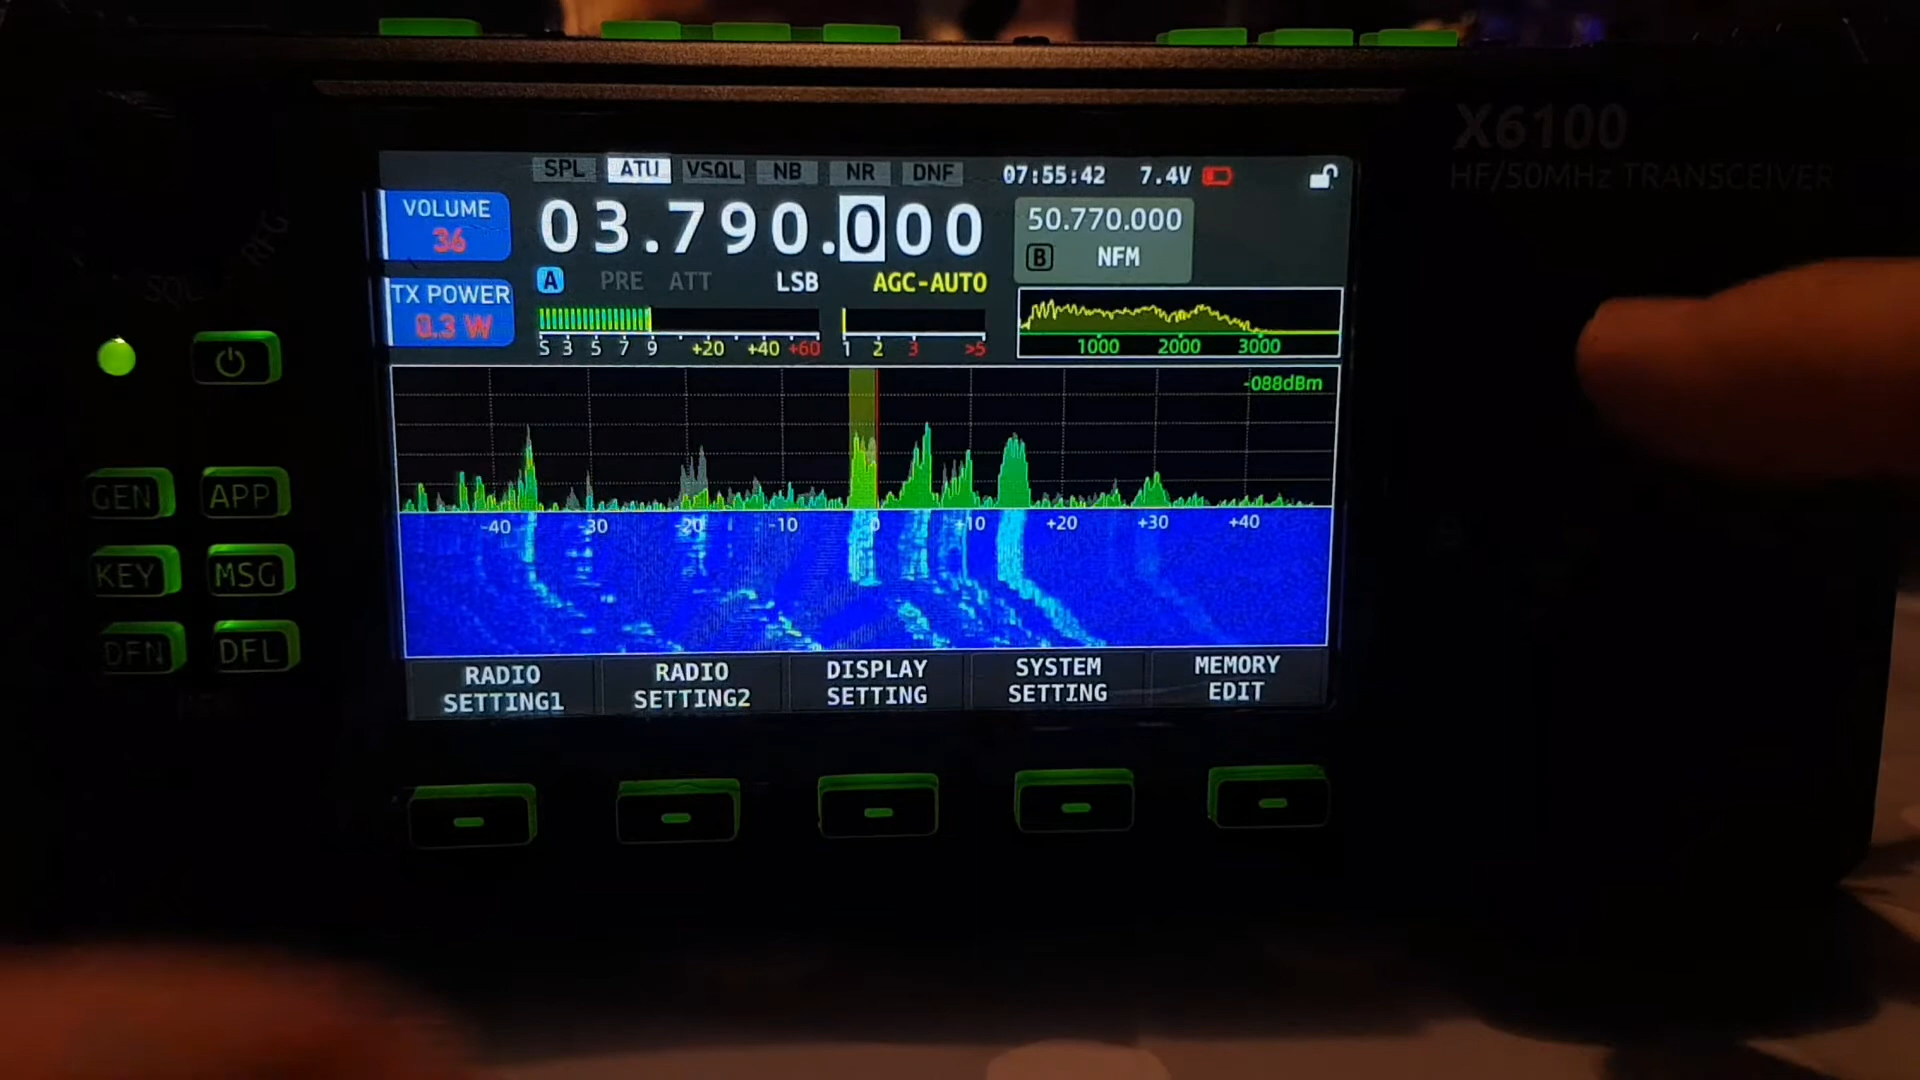 X6100
HF/50MHz TRANSCEIVER
SPL ATU VSQL NB NR DNF 07:55:42 7.4V
VOLUME
36
03.790.000
50.770.000
B NFM
TX POWER
0.3 W
A PRE ATT LSB AGC-AUTO
S 3 5 7 9 +20 +40 +60
1 2 3 >5
1000 2000 3000
-088dBm
-40 -30 -20 -10 0 +10 +20 +30 +40
RFG
GEN APP
KEY MSG
DFN DFL
RADIO SETTING1
RADIO SETTING2
DISPLAY SETTING
SYSTEM SETTING
MEMORY EDIT